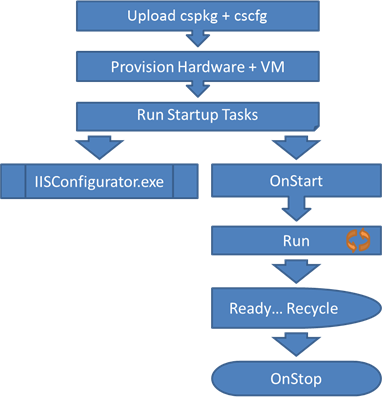 Upload cspkg + cscfg
Provision Hardware + VM
Run Startup Tasks
IISConfigurator.exe
OnStart
Run
Ready... Recycle
OnStop